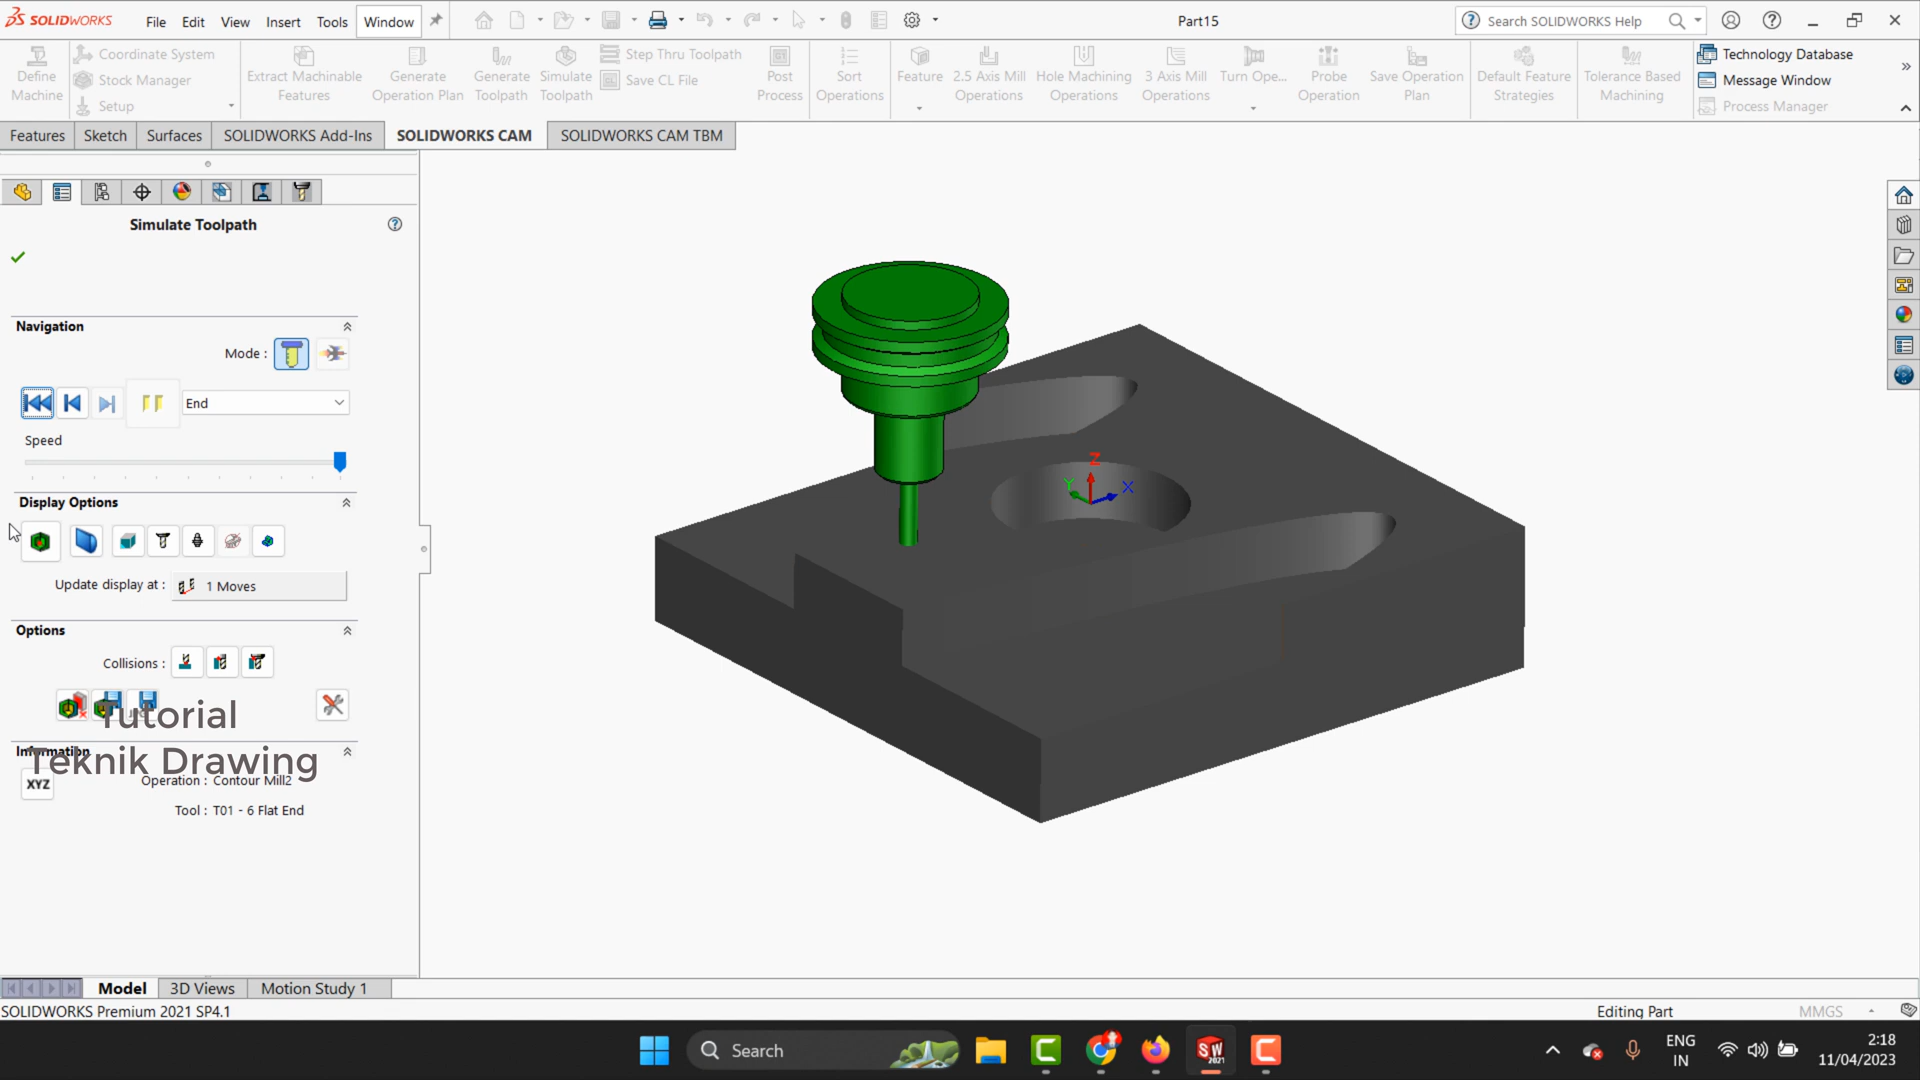 SOLIDWORKS File Edit View Insert Tools Window Part15 Search SOLIDWORKS Help
Define Machine
Coordinate System
Stock Manager
Setup
Extract Machinable Features
Generate Operation Plan
Generate Toolpath
Simulate Toolpath
Step Thru Toolpath
Save CL File
Post Process
Sort Operations
Feature
2.5 Axis Mill Operations
Hole Machining Operations
3 Axis Mill Operations
Turn Ope...
Probe Operation
Save Operation Plan
Default Feature Strategies
Tolerance Based Machining
Technology Database
Message Window
Process Manager
Features Sketch Surfaces SOLIDWORKS Add-Ins SOLIDWORKS CAM SOLIDWORKS CAM TBM
Simulate Toolpath
Navigation
Mode :
End
Speed
Display Options
Update display at : 1 Moves
Options
Collisions :
Tutorial
Teknik Drawing
Information
XYZ
Operation : Contour Mill2
Tool : T01 - 6 Flat End
Z
Y
X
Model 3D Views Motion Study 1
SOLIDWORKS Premium 2021 SP4.1 Editing Part MMGS
Search
SW
2021
ENG
IN
2:18
11/04/2023